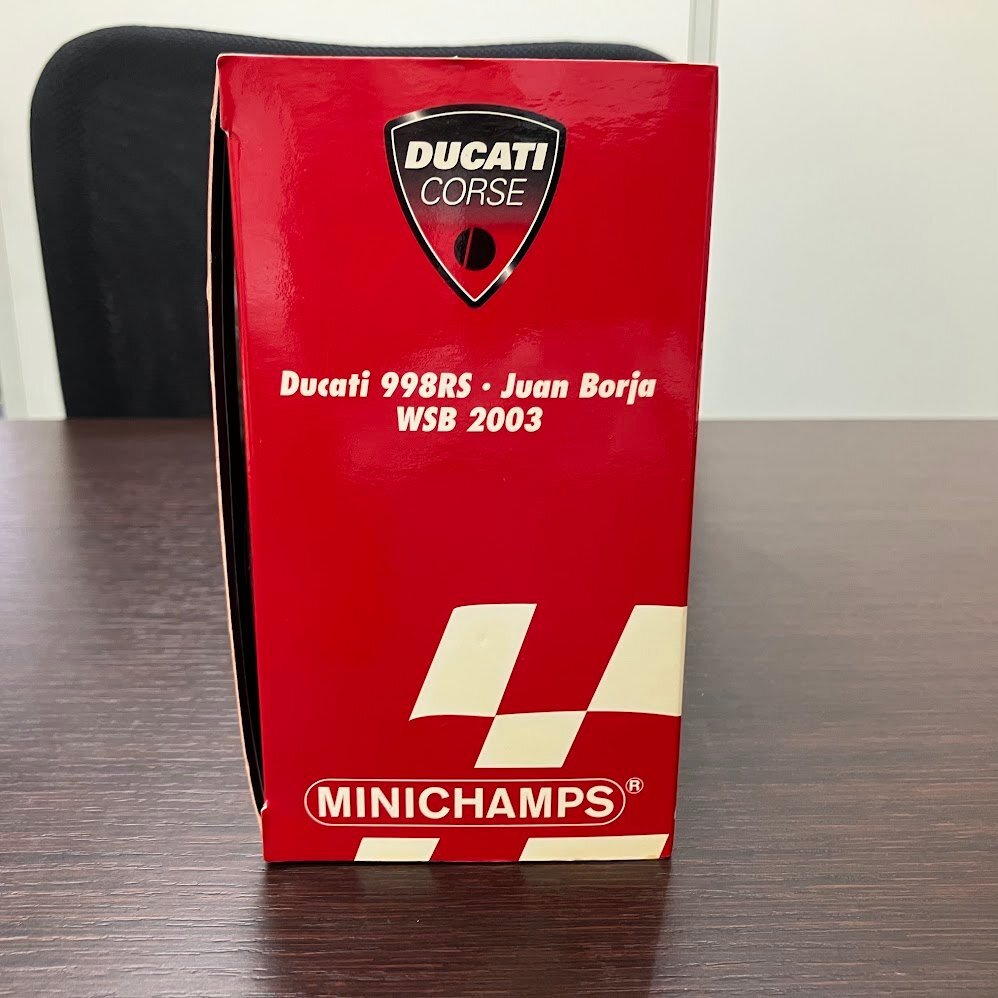 DUCATI
CORSE
Ducati 998RS · Juan Borja
WSB 2003
MINICHAMPS®